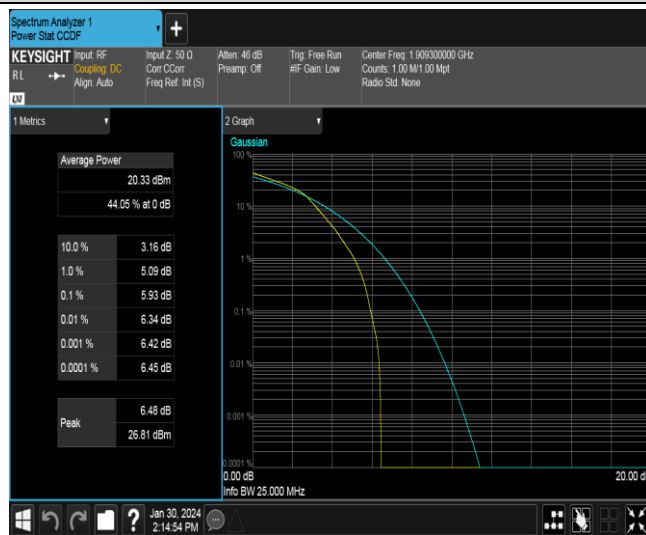 Spectrum Analyzer 1
Power Stat CCDF
+
KEYSIGHT
RL
LXI
Input: RF
Coupling: DC
Align: Auto
Input Z: 50 Ω
Corr CCorr
Freq Ref: Int (S)
Atten: 46 dB
Preamp: Off
Trig: Free Run
#IF Gain: Low
Center Freq: 1.909300000 GHz
Counts: 1.00 M/1.00 Mpt
Radio Std: None
1 Metrics
Average Power
20.33 dBm
44.05 % at 0 dB
10.0 % 3.16 dB
1.0 % 5.09 dB
0.1 % 5.93 dB
0.01 % 6.34 dB
0.001 % 6.42 dB
0.0001 % 6.45 dB
Peak
6.48 dB
26.81 dBm
2 Graph
Gaussian
100 %
10 %
1 %
0.1 %
0.01 %
0.001 %
0.0001 %
0.00 dB 20.00 d
Info BW 25.000 MHz
? Jan 30, 2024
2:14:54 PM